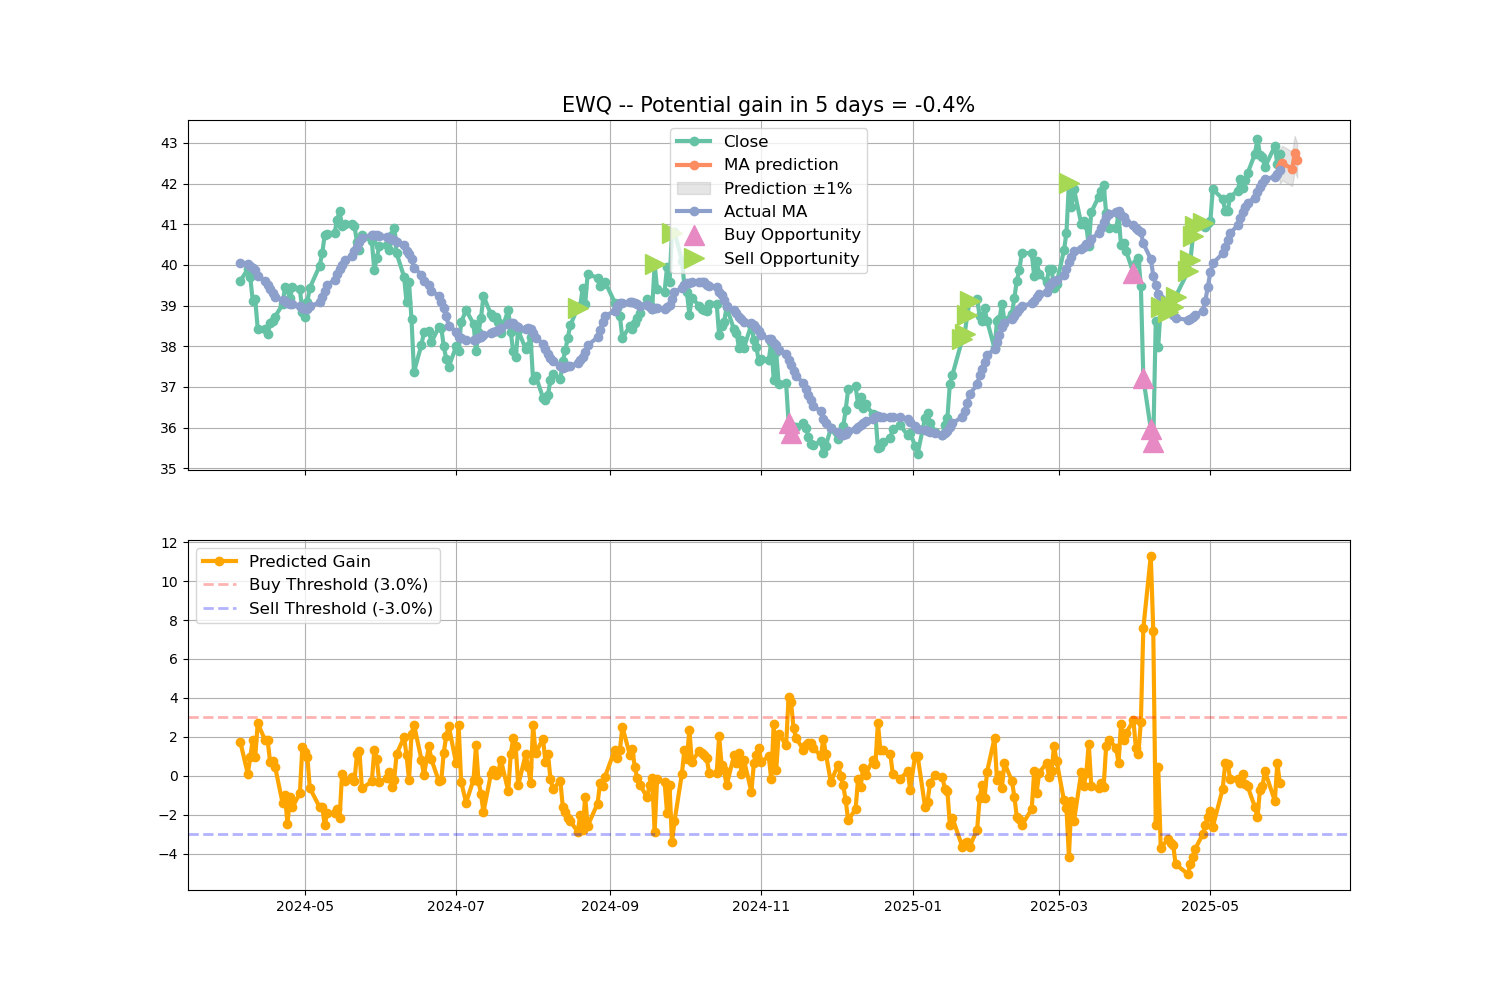 EWQ -- Potential gain in 5 days = -0.4%
43
42
41
40
39
38
37
36
35
Close
MA prediction
Prediction ±1%
Actual MA
Buy Opportunity
Sell Opportunity
12
10
8
6
4
2
0
−2
−4
Predicted Gain
Buy Threshold (3.0%)
Sell Threshold (-3.0%)
2024-05 2024-07 2024-09 2024-11 2025-01 2025-03 2025-05